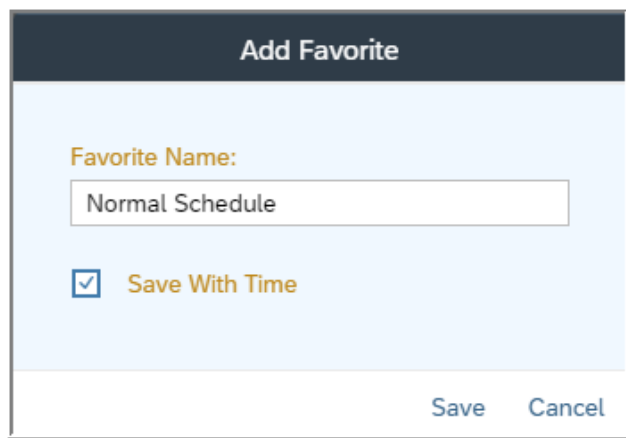 Add Favorite
Favorite Name:
Normal Schedule
Save With Time
Save Cancel